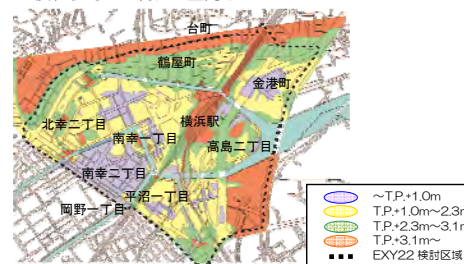 台町
鶴屋町
金港町
北幸二丁目
横浜駅
南幸一丁目
高島二丁目
南幸二丁目
平沼一丁目
岡野一丁目
～T.P.+1.0m
T.P.+1.0m～2.3m
T.P.+2.3m～3.1m
T.P.+3.1m～
EXY22 検討区域